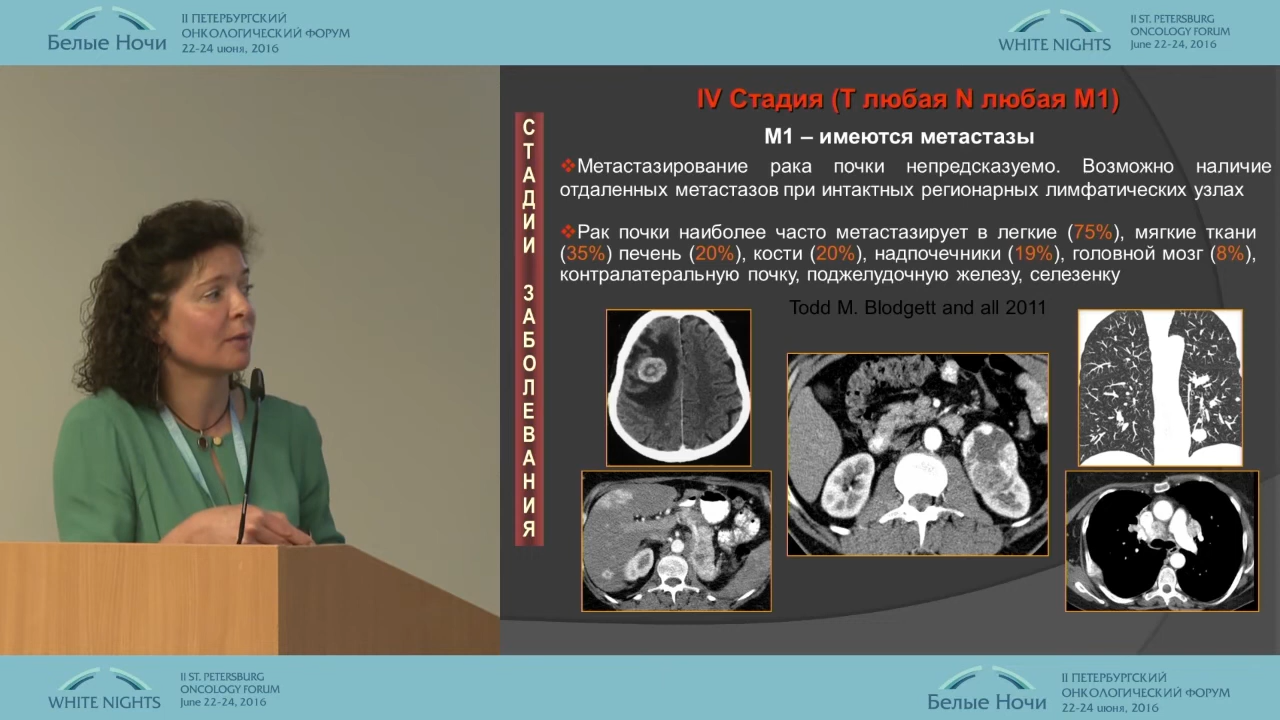 Белые Ночи
II ПЕТЕРБУРГСКИЙ
ОНКОЛОГИЧЕСКИЙ ФОРУМ
22-24 июня, 2016
WHITE NIGHTS
II ST. PETERSBURG
ONCOLOGY FORUM
June 22-24, 2016
IV Стадия (T любая N любая M1)
M1 – имеются метастазы
СТАДИИ ЗАБОЛЕВАНИЯ
❖Метастазирование рака почки непредсказуемо. Возможно наличие
отдаленных метастазов при интактных регионарных лимфатических узлах
❖Рак почки наиболее часто метастазирует в легкие (75%), мягкие ткани
(35%) печень (20%), кости (20%), надпочечники (19%), головной мозг (8%),
контралатеральную почку, поджелудочную железу, селезенку
Todd M. Blodgett and all 2011
WHITE NIGHTS
II ST. PETERSBURG
ONCOLOGY FORUM
June 22-24, 2016
Белые Ночи
II ПЕТЕРБУРГСКИЙ
ОНКОЛОГИЧЕСКИЙ ФОРУМ
22-24 июня, 2016